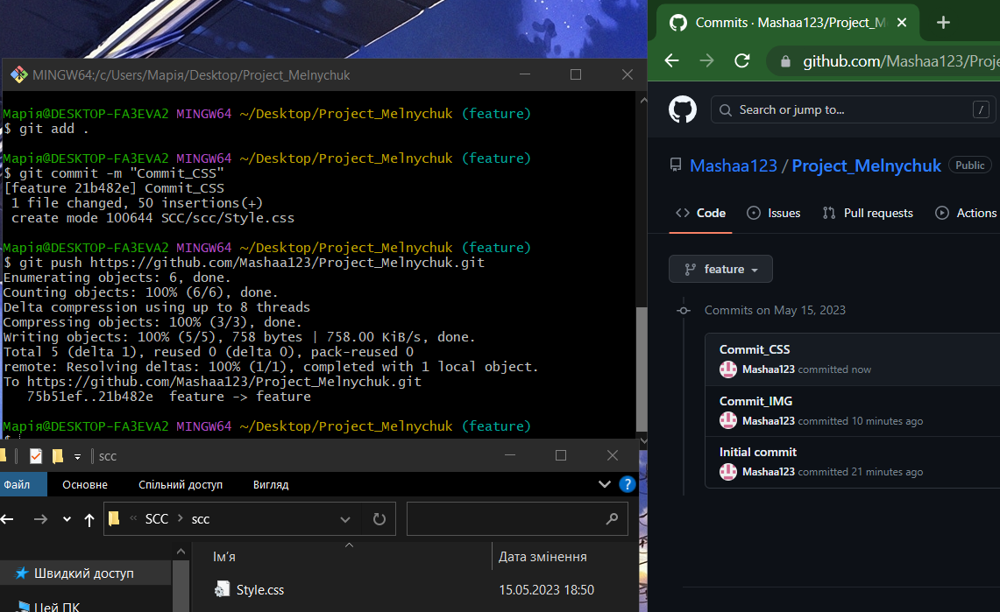 MINGW64:/c/Users/Марія/Desktop/Project_Melnychuk
Марія@DESKTOP-FA3EVA2 MINGW64 ~/Desktop/Project_Melnychuk (feature)
$ git add .
Марія@DESKTOP-FA3EVA2 MINGW64 ~/Desktop/Project_Melnychuk (feature)
$ git commit -m "Commit_CSS"
[feature 21b482e] Commit_CSS
1 file changed, 50 insertions(+)
create mode 100644 SCC/scc/Style.css
Марія@DESKTOP-FA3EVA2 MINGW64 ~/Desktop/Project_Melnychuk (feature)
$ git push https://github.com/Mashaa123/Project_Melnychuk.git
Enumerating objects: 6, done.
Counting objects: 100% (6/6), done.
Delta compression using up to 8 threads
Compressing objects: 100% (3/3), done.
Writing objects: 100% (5/5), 758 bytes | 758.00 KiB/s, done.
Total 5 (delta 1), reused 0 (delta 0), pack-reused 0
remote: Resolving deltas: 100% (1/1), completed with 1 local object.
To https://github.com/Mashaa123/Project_Melnychuk.git
75b51ef..21b482e feature -> feature
Марія@DESKTOP-FA3EVA2 MINGW64 ~/Desktop/Project_Melnychuk (feature)
$
scc
Файл Основне Спільний доступ Вигляд ?
« SCC > scc
Ім'я Дата змінення
Швидкий доступ
Style.css 15.05.2023 18:50
Цей ПК
Commits · Mashaa123/Project_M
github.com/Mashaa123/Proje
Search or jump to... /
Mashaa123 / Project_Melnychuk Public
Code Issues Pull requests Actions
feature
Commits on May 15, 2023
Commit_CSS
Mashaa123 committed now
Commit_IMG
Mashaa123 committed 10 minutes ago
Initial commit
Mashaa123 committed 21 minutes ago